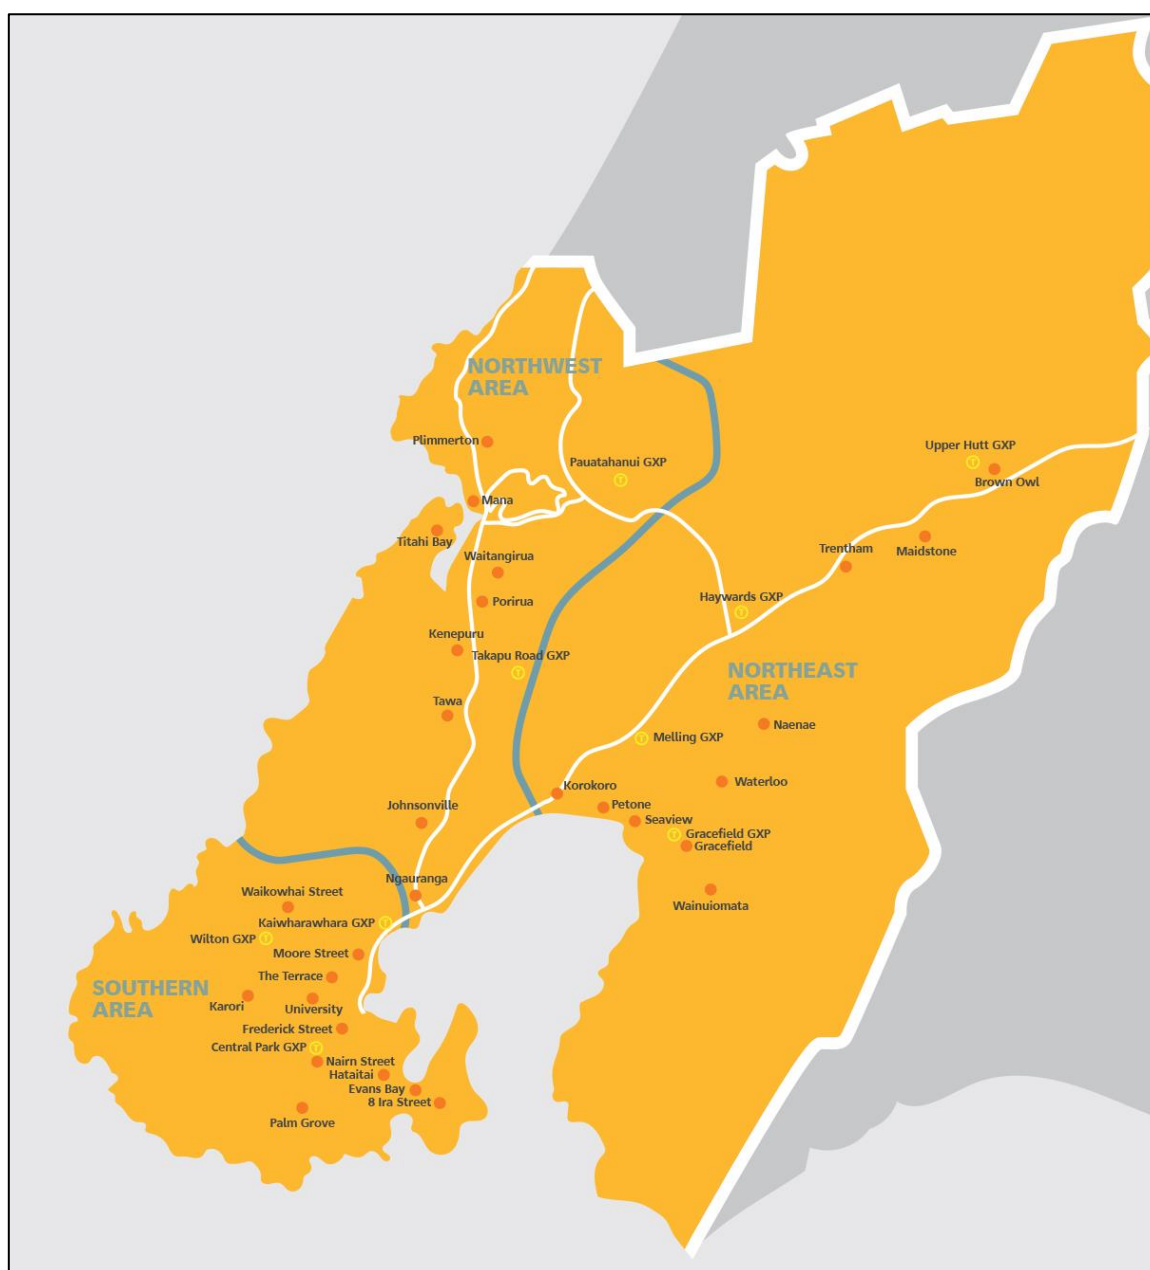 NORTHWEST
AREA
Plimmerton
Pauatahanui GXP
Upper Hutt GXP
Brown Owl
Mana
Titahi Bay
Waitangirua
Trentham
Maidstone
Porirua
Haywards GXP
Kenepuru
Takapu Road GXP
NORTHEAST
AREA
Tawa
Naenae
Melling GXP
Korokoro
Waterloo
Johnsonville
Petone
Seaview
Gracefield GXP
Gracefield
Ngauranga
Waikowhai Street
Wainuiomata
Kaiwharawhara GXP
Wilton GXP
Moore Street
The Terrace
SOUTHERN
AREA
Karori
University
Frederick Street
Central Park GXP
Nairn Street
Hataitai
Evans Bay
8 Ira Street
Palm Grove